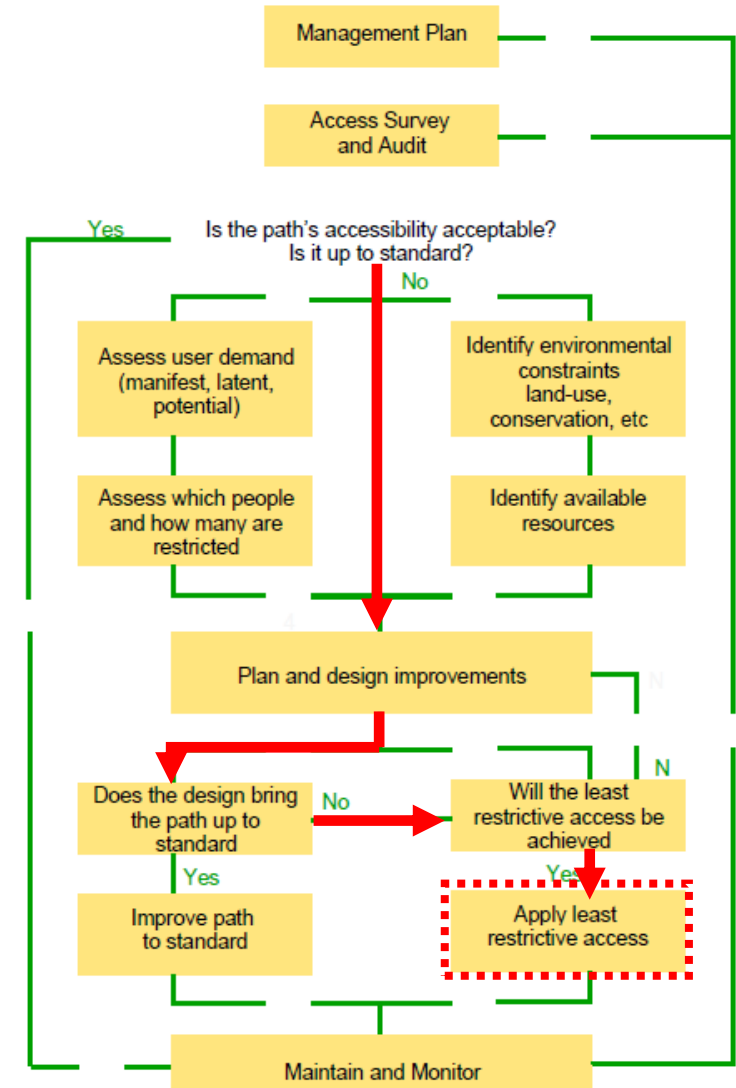 Management Plan
Access Survey
and Audit
Yes
Is the path's accessibility acceptable?
Is it up to standard?
No
Assess user demand
(manifest, latent,
potential)
Identify environmental
constraints
land-use,
conservation, etc
Assess which people
and how many are
restricted
Identify available
resources
4
Plan and design improvements
N
N
Does the design bring
the path up to
standard
No
Will the least
restrictive access be
achieved
Yes
Yes
Improve path
to standard
Apply least
restrictive access
Maintain and Monitor